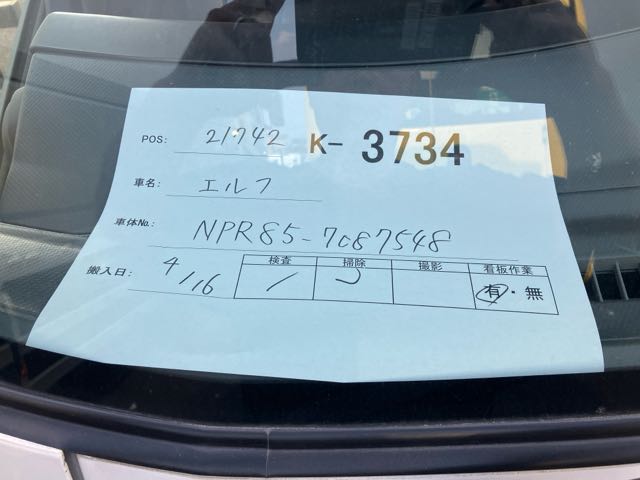 POS: 21742 K- 3734
車名: エルフ
車体No.: NPR85-7087548
搬入日: 4/16
検査 掃除 撮影 看板作業
有・無